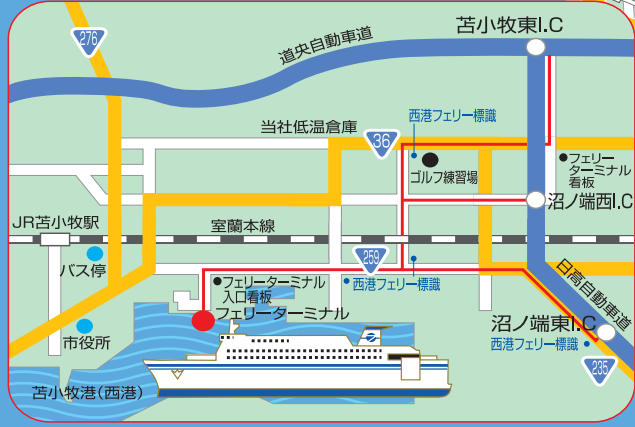 苫小牧東I.C
276
道央自動車道
西港フェリー標識
当社低温倉庫
36
フェリー
ターミナル
看板
ゴルフ練習場
沼ノ端西I.C
JR苫小牧駅
室蘭本線
259
バス停
フェリーターミナル
入口看板
西港フェリー標識
日高自動車道
フェリーターミナル
沼ノ端東I.C
市役所
西港フェリー標識
235
苫小牧港(西港)